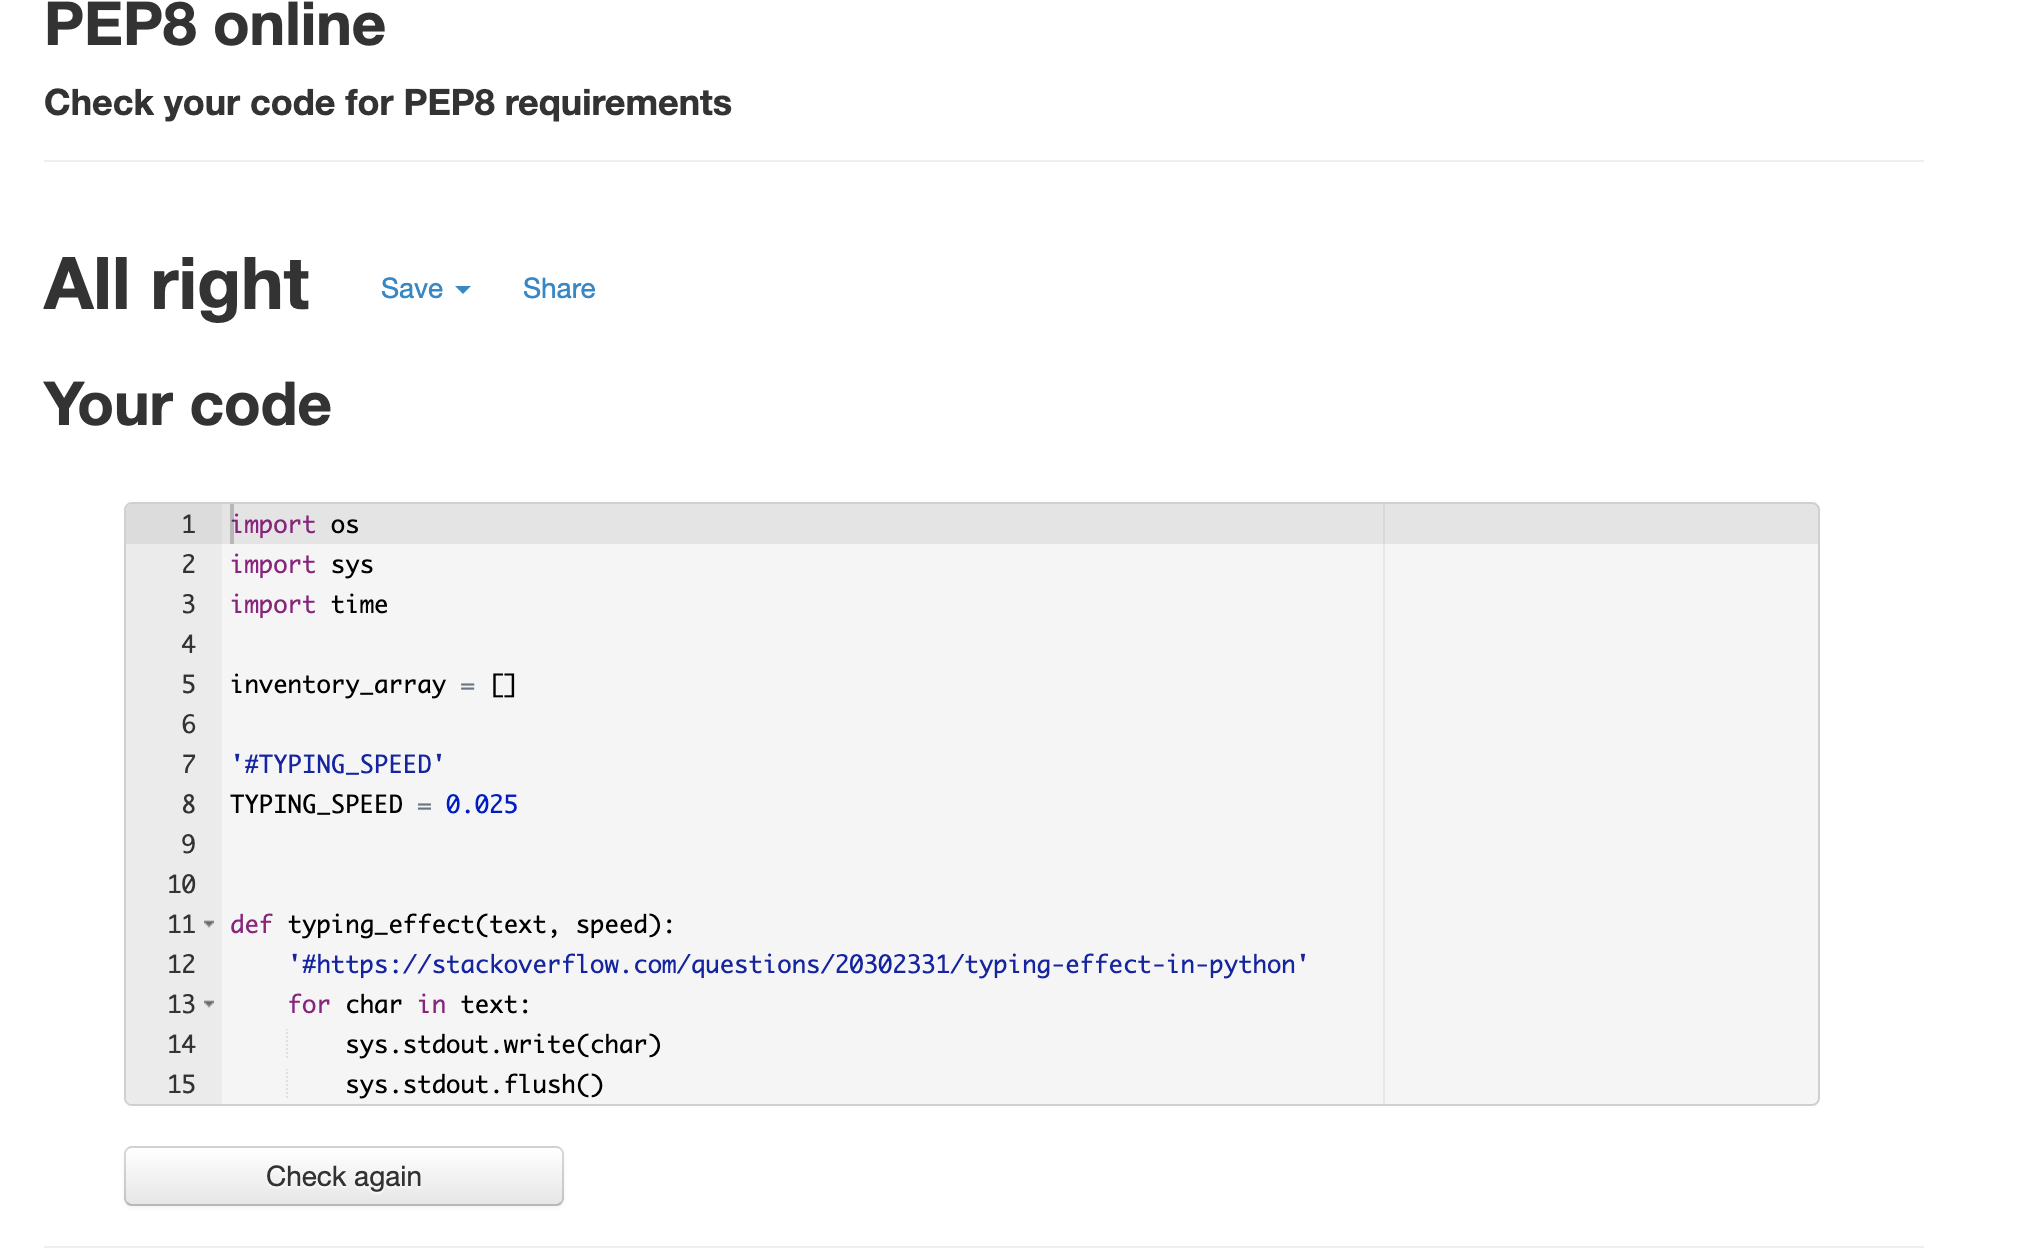 PEP8 online
Check your code for PEP8 requirements
All right Save Share
Your code
1 import os
2 import sys
3 import time
4
5 inventory_array = []
6
7 '#TYPING_SPEED'
8 TYPING_SPEED = 0.025
9
10
11 def typing_effect(text, speed):
12     '#https://stackoverflow.com/questions/20302331/typing-effect-in-python'
13     for char in text:
14         sys.stdout.write(char)
15         sys.stdout.flush()
Check again